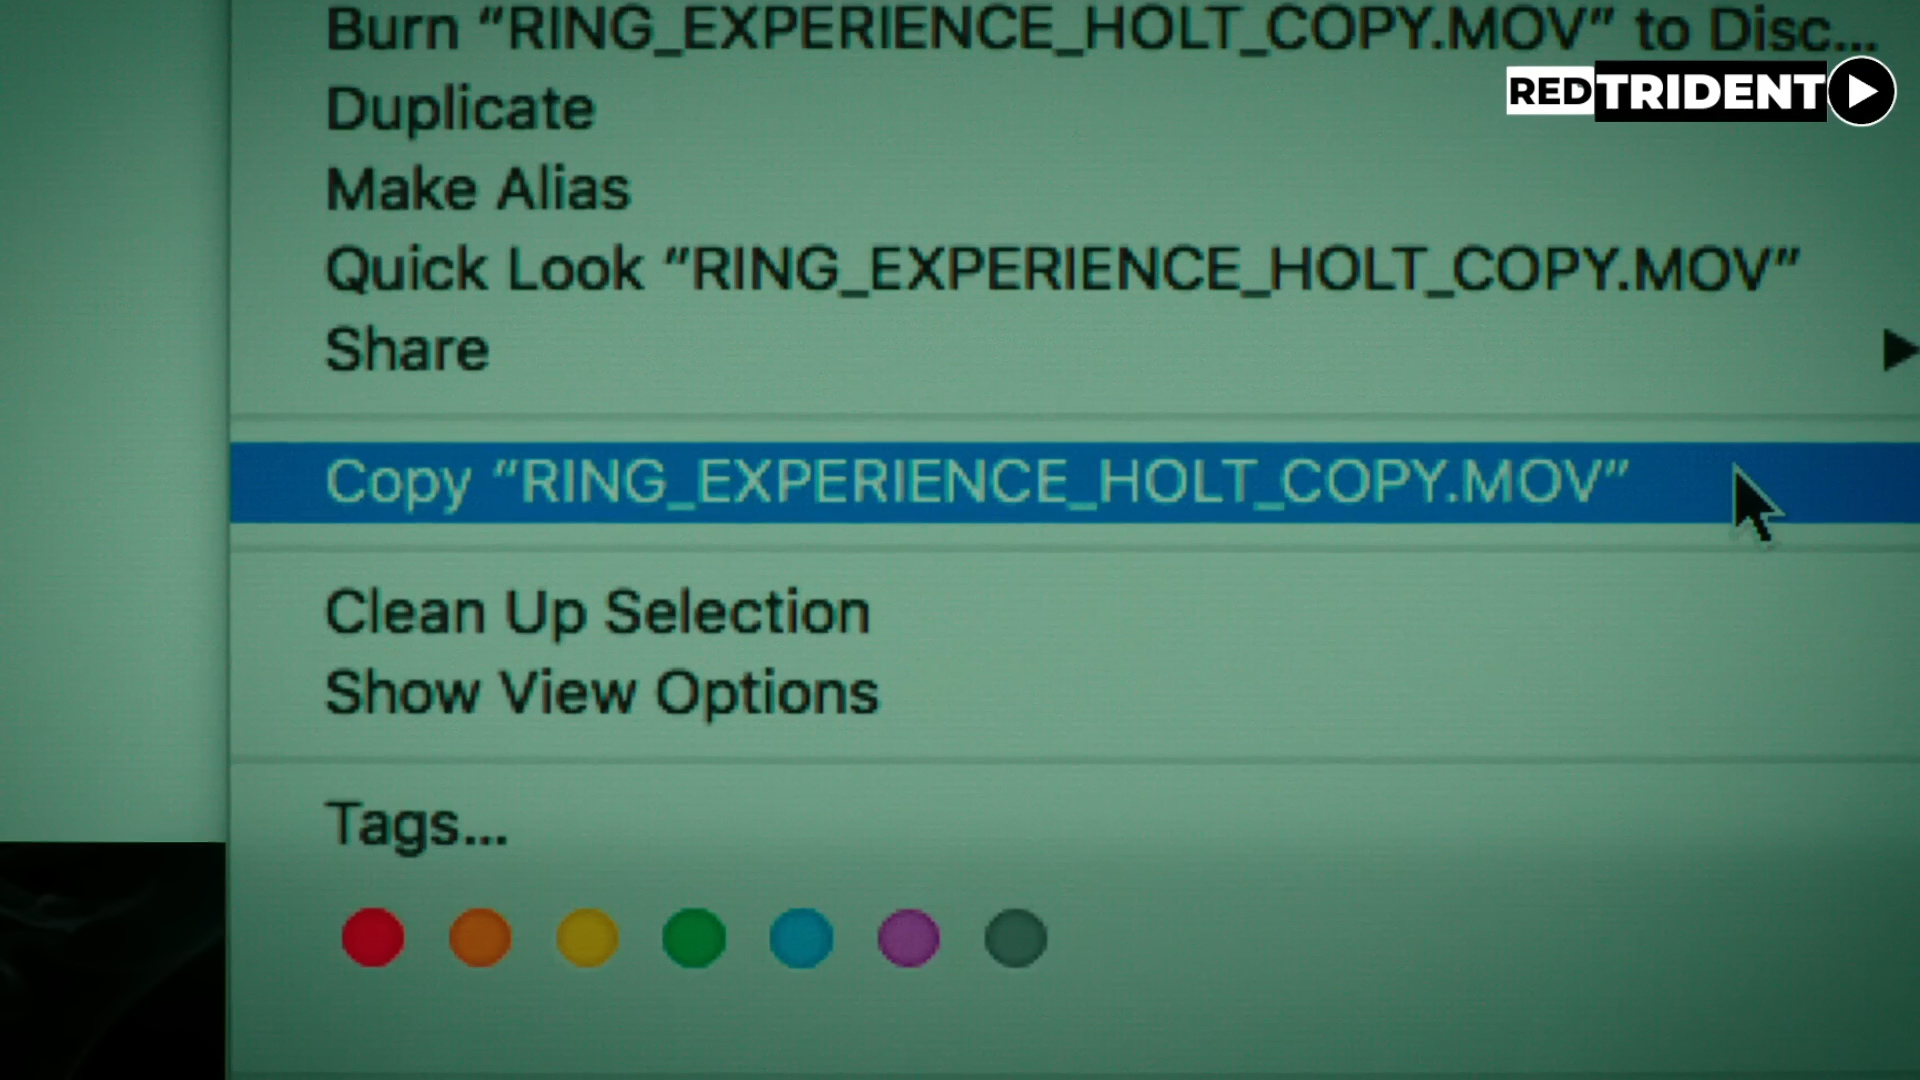 Burn “RING_EXPERIENCE_HOLT_COPY.MOV” to Disc...
REDTRIDENT
Duplicate
Make Alias
Quick Look “RING_EXPERIENCE_HOLT_COPY.MOV”
Share
Copy “RING_EXPERIENCE_HOLT_COPY.MOV”
Clean Up Selection
Show View Options
Tags...